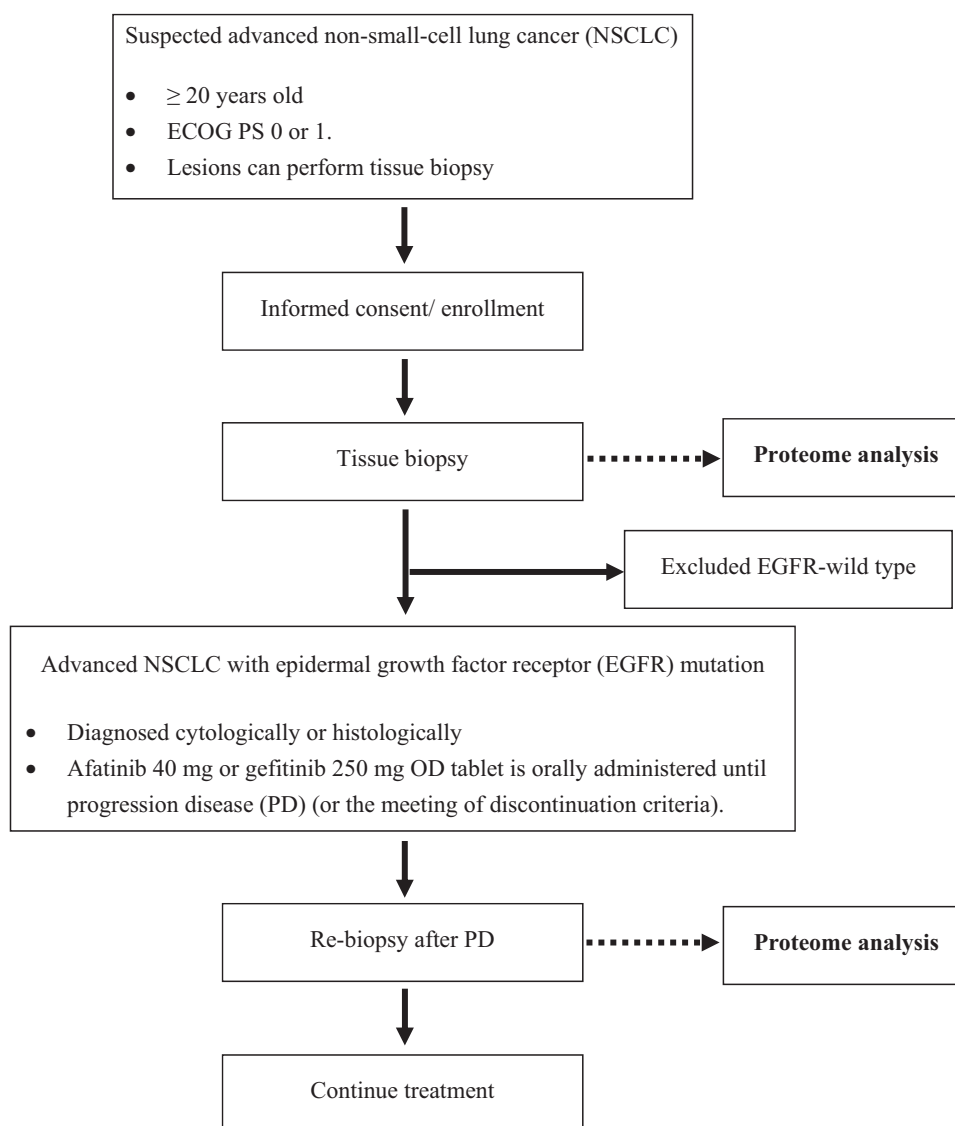 Suspected advanced non-small-cell lung cancer (NSCLC)
• ≥ 20 years old
• ECOG PS 0 or 1.
• Lesions can perform tissue biopsy
Informed consent/ enrollment
Tissue biopsy
Proteome analysis
Excluded EGFR-wild type
Advanced NSCLC with epidermal growth factor receptor (EGFR) mutation
• Diagnosed cytologically or histologically
• Afatinib 40 mg or gefitinib 250 mg OD tablet is orally administered until
progression disease (PD) (or the meeting of discontinuation criteria).
Re-biopsy after PD
Proteome analysis
Continue treatment